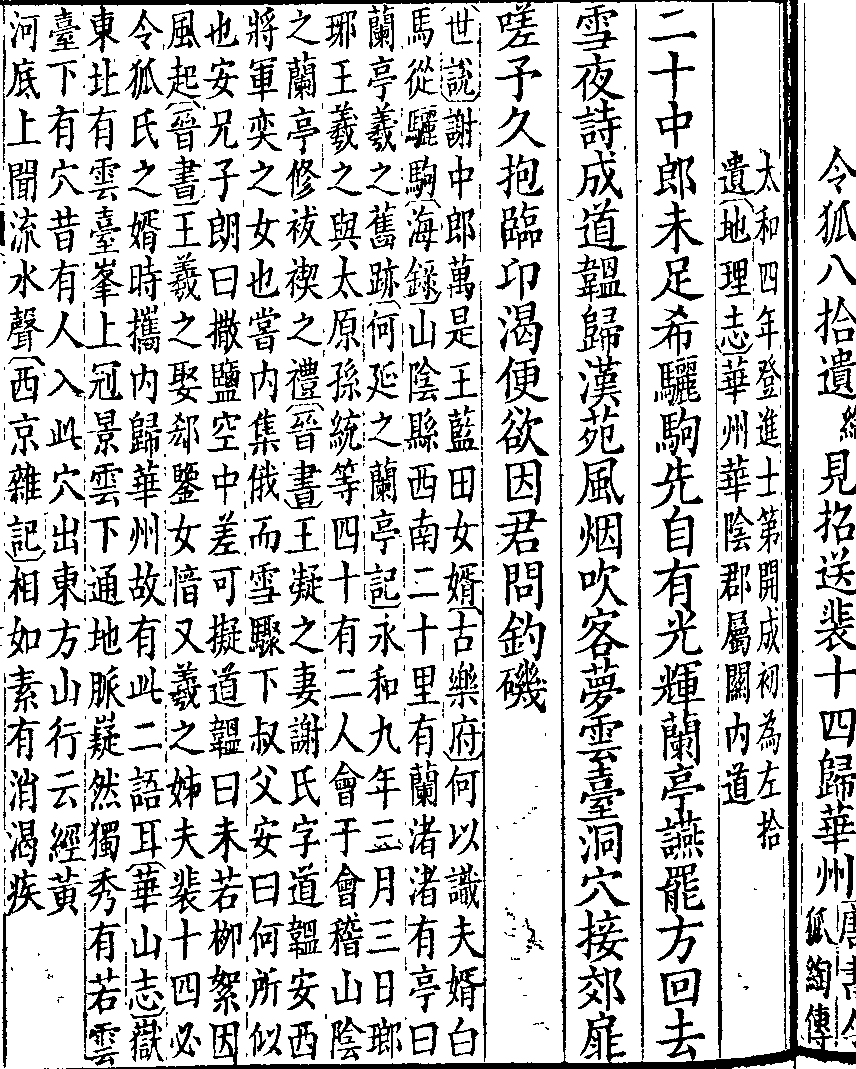 令狐八拾遺綯見招送裴十四歸華州唐書令
狐綯傳
太和四年登進士第開成初為左拾
遺地理志華州華陰郡屬關內道
二十中郎未足希驪駒先自有光輝蘭亭讌罷方回去
雪夜詩成道韞歸漢苑風烟吹客夢雲臺洞穴接郊扉
嗟予久抱臨卭渴便欲因君問釣磯
世說謝中郎萬是王藍田女婿古樂府何以識夫婿白
馬從驪駒海錄山陰縣西南二十里有蘭渚渚有亭曰
蘭亭羲之舊跡何延之蘭亭記永和九年三月三日瑯
琊王羲之與太原孫統等四十有二人會于會稽山陰
之蘭亭修袚禊之禮晉書王凝之妻謝氏字道韞安西
將軍奕之女也嘗內集俄而雪驟下叔父安曰何所似
也安兄子朗曰撒鹽空中差可擬道韞曰未若柳絮因
風起晉書王羲之娶郄鑒女愔又羲之姊夫裴十四必
令狐氏之婿時攜內歸華州故有此二語耳華山志嶽
東北有雲臺峯上冠景雲下通地脈嶷然獨秀有若雲
臺下有穴昔有人入此穴出東方山行云經黃
河底上聞流水聲西京雜記相如素有消渴疾